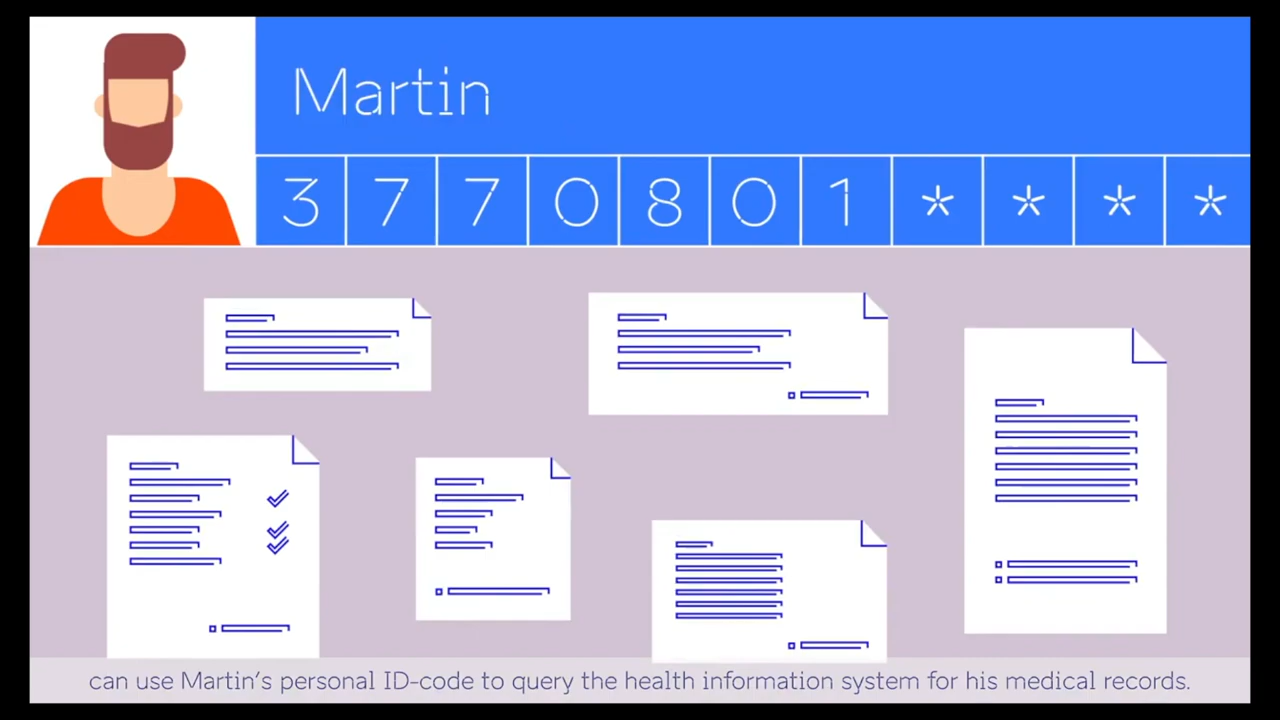 Martin
3 7 7 0 8 0 1 * * * *
can use Martin's personal ID-code to query the health information system for his medical records.